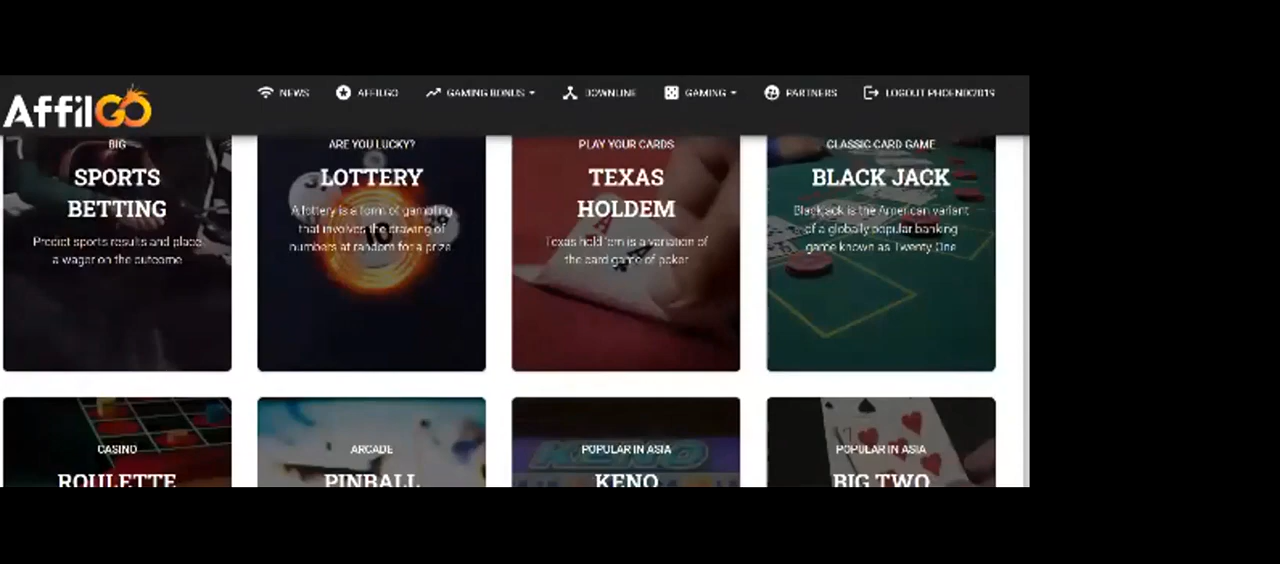 AffilGO
NEWS
AFFILGO
GAMING BONUS
DOWNLINE
GAMING
PARTNERS
LOGOUT PHOENIX2019
BIG
SPORTS
BETTING
Predict sports results and place
a wager on the outcome
ARE YOU LUCKY?
LOTTERY
A lottery is a form of gambling
that involves the drawing of
numbers at random for a prize.
PLAY YOUR CARDS
TEXAS
HOLDEM
Texas hold 'em is a variation of
the card game of poker
CLASSIC CARD GAME
BLACK JACK
Blackjack is the American variant
of a globally popular banking
game known as Twenty-One
CASINO
ROULETTE
ARCADE
PINBALL
POPULAR IN ASIA
KENO
POPULAR IN ASIA
BIG TWO